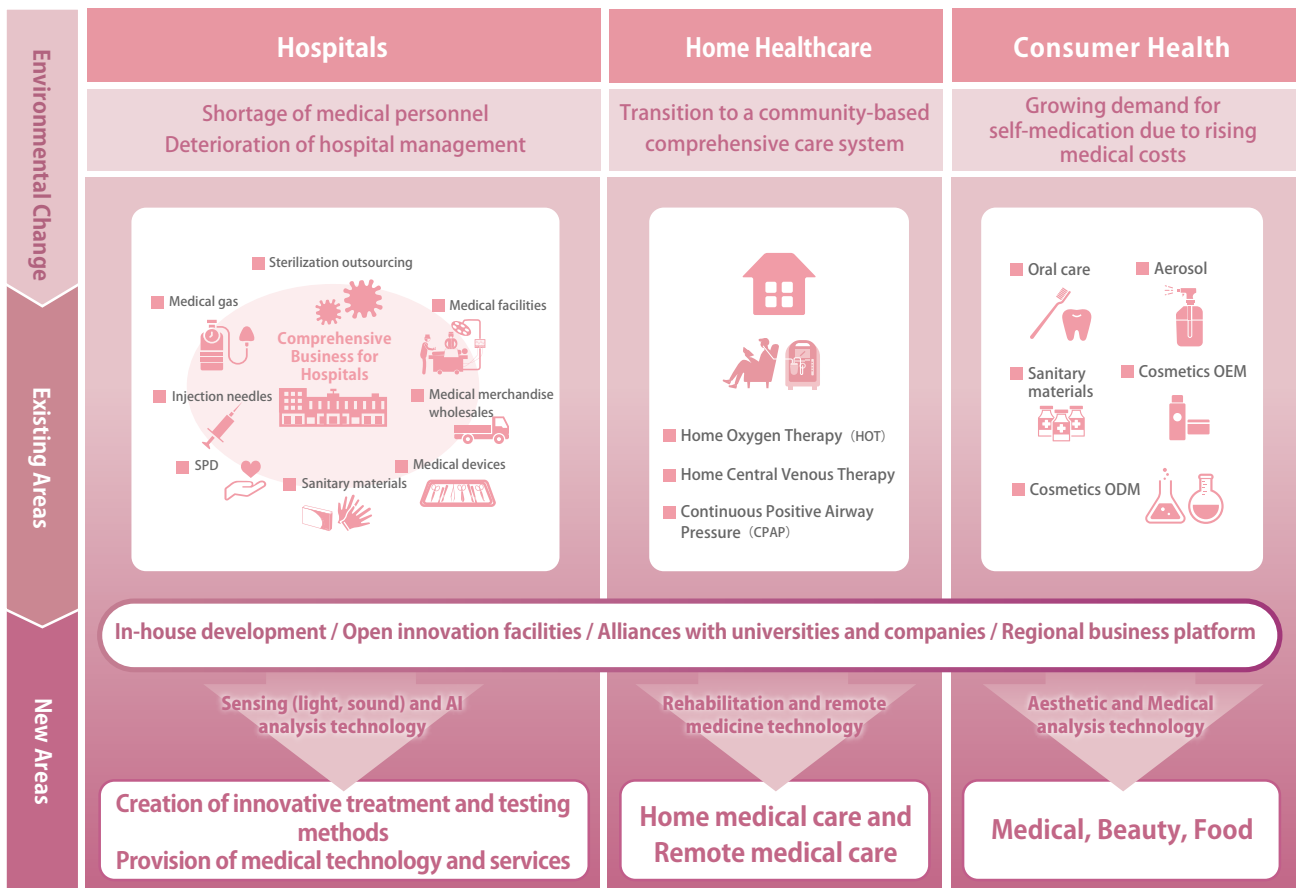 Environmental Change
Existing Areas
New Areas
Hospitals
Shortage of medical personnel
Deterioration of hospital management
Sterilization outsourcing
Medical gas
Medical facilities
Comprehensive
Business for
Hospitals
Injection needles
Medical merchandise
wholesales
SPD
Medical devices
Sanitary materials
Home Healthcare
Transition to a community-based
comprehensive care system
Home Oxygen Therapy (HOT)
Home Central Venous Therapy
Continuous Positive Airway
Pressure (CPAP)
Consumer Health
Growing demand for
self-medication due to rising
medical costs
Oral care
Aerosol
Sanitary
materials
Cosmetics OEM
Cosmetics ODM
In-house development / Open innovation facilities / Alliances with universities and companies / Regional business platform
Sensing (light, sound) and AI
analysis technology
Creation of innovative treatment and testing
methods
Provision of medical technology and services
Rehabilitation and remote
medicine technology
Home medical care and
Remote medical care
Aesthetic and Medical
analysis technology
Medical, Beauty, Food